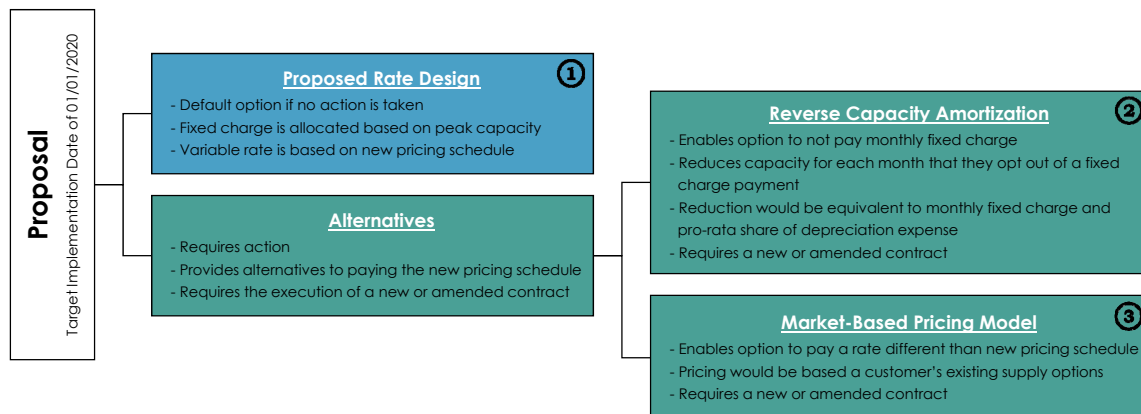 Proposal
Target Implementation Date of 01/01/2020
1
Proposed Rate Design
- Default option if no action is taken
- Fixed charge is allocated based on peak capacity
- Variable rate is based on new pricing schedule
Alternatives
- Requires action
- Provides alternatives to paying the new pricing schedule
- Requires the execution of a new or amended contract
2
Reverse Capacity Amortization
- Enables option to not pay monthly fixed charge
- Reduces capacity for each month that they opt out of a fixed
charge payment
- Reduction would be equivalent to monthly fixed charge and
pro-rata share of depreciation expense
- Requires a new or amended contract
3
Market-Based Pricing Model
- Enables option to pay a rate different than new pricing schedule
- Pricing would be based a customer's existing supply options
- Requires a new or amended contract